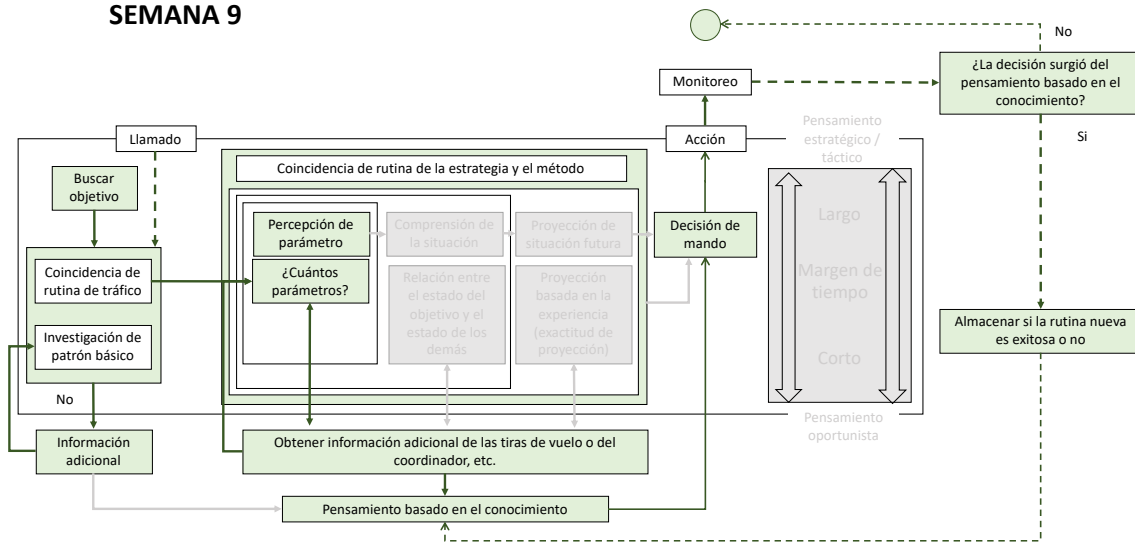 SEMANA 9
No
¿La decisión surgió del
pensamiento basado en el
conocimiento?
Monitoreo
Si
Pensamiento
estratégico /
táctico
Llamado
Acción
Coincidencia de rutina de la estrategia y el método
Buscar
objetivo
Percepción de
parámetro
Comprensión de
la situación
Proyección de
situación futura
Decisión de
mando
Largo
Coincidencia de
rutina de tráfico
¿Cuántos
parámetros?
Relación entre
el estado del
objetivo y el
estado de los
demás
Proyección
basada en la
experiencia
(exactitud de
proyección)
Margen de
tiempo
Investigación de
patrón básico
Corto
Almacenar si la rutina nueva
es exitosa o no
No
Pensamiento
oportunista
Información
adicional
Obtener información adicional de las tiras de vuelo o del
coordinador, etc.
Pensamiento basado en el conocimiento